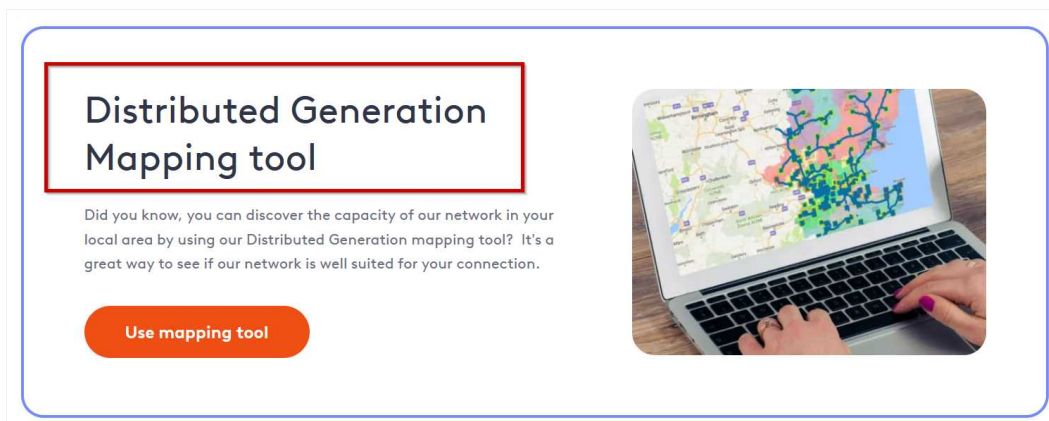 Distributed Generation
Mapping tool
Did you know, you can discover the capacity of our network in your
local area by using our Distributed Generation mapping tool? It's a
great way to see if our network is well suited for your connection.
Use mapping tool
Birmingham